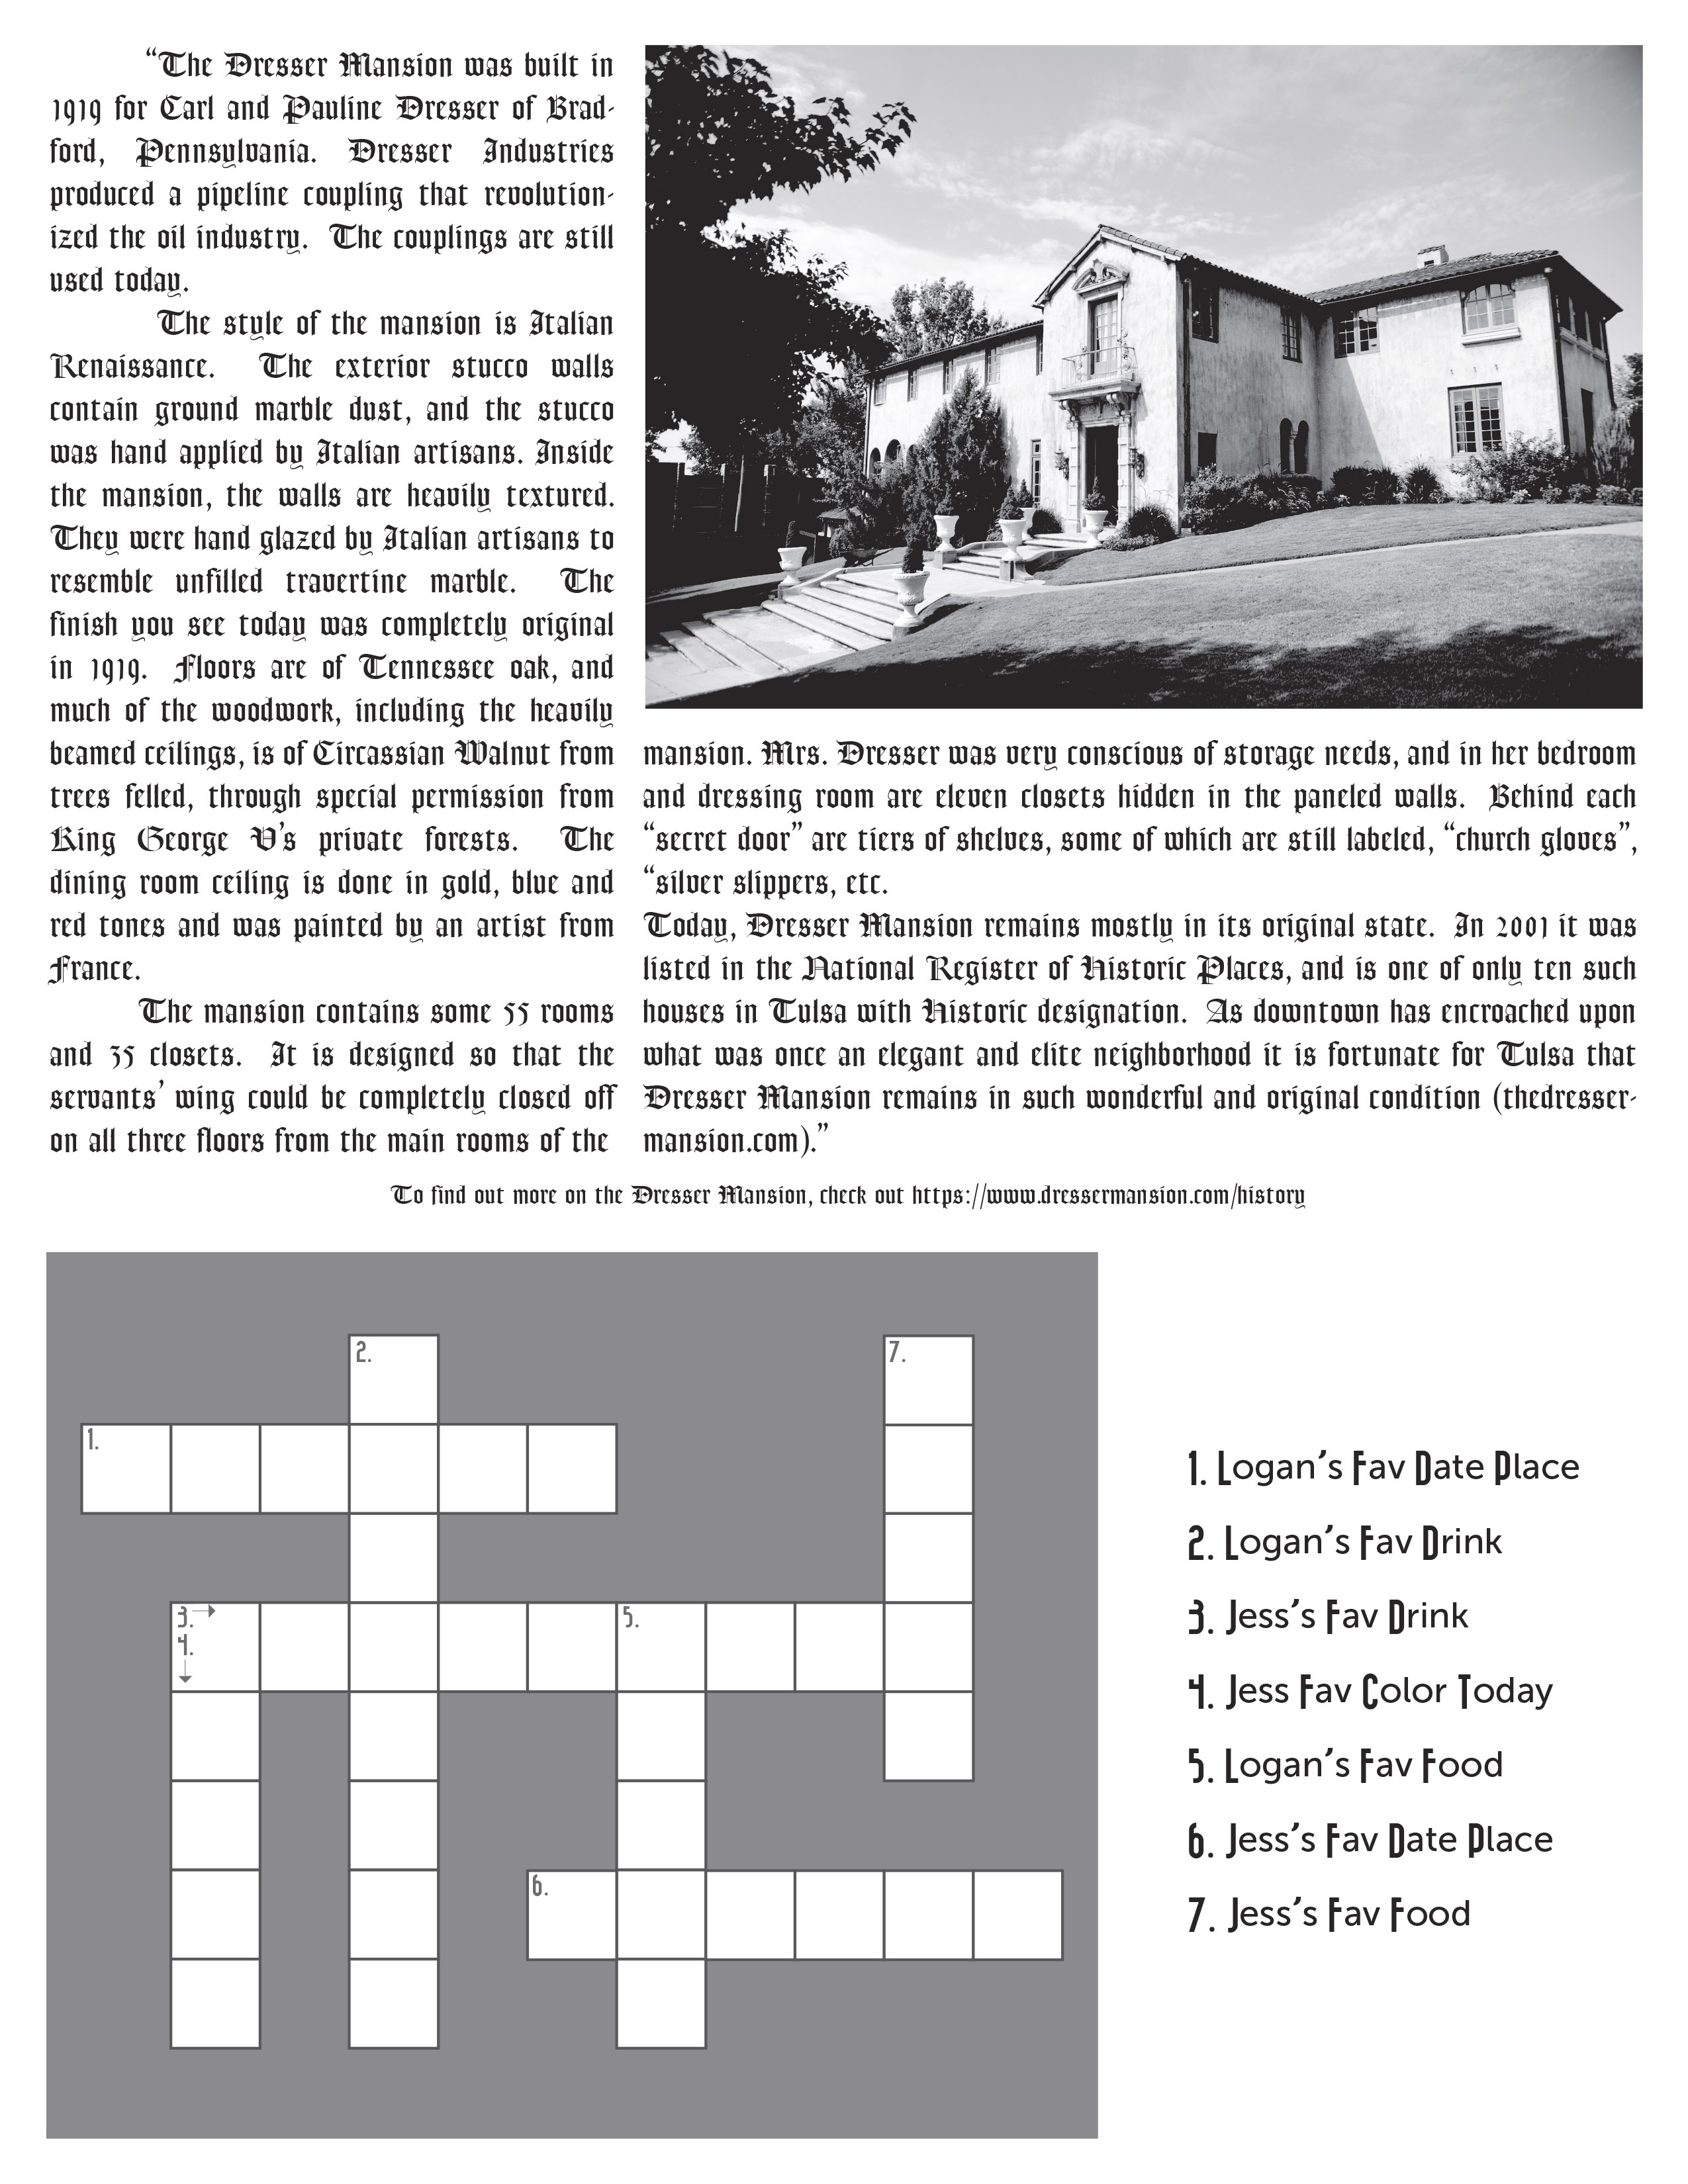 “The Dresser Mansion was built in
1919 for Carl and Pauline Dresser of Brad-
ford, Pennsylvania. Dresser Industries
produced a pipeline coupling that revolution-
ized the oil industry. The couplings are still
used today.
The style of the mansion is Italian
Renaissance. The exterior stucco walls
contain ground marble dust, and the stucco
was hand applied by Italian artisans. Inside
the mansion, the walls are heavily textured.
They were hand glazed by Italian artisans to
resemble unfilled travertine marble. The
finish you see today was completely original
in 1919. Floors are of Tennessee oak, and
much of the woodwork, including the heavily
beamed ceilings, is of Circassian Walnut from
trees felled, through special permission from
King George V’s private forests. The
dining room ceiling is done in gold, blue and
red tones and was painted by an artist from
France.
The mansion contains some 55 rooms
and 35 closets. It is designed so that the
servants’ wing could be completely closed off
on all three floors from the main rooms of the
mansion. Mrs. Dresser was very conscious of storage needs, and in her bedroom
and dressing room are eleven closets hidden in the paneled walls. Behind each
“secret door” are tiers of shelves, some of which are still labeled, “church gloves”,
“silver slippers, etc.
Today, Dresser Mansion remains mostly in its original state. In 2001 it was
listed in the National Register of Historic Places, and is one of only ten such
houses in Tulsa with Historic designation. As downtown has encroached upon
what was once an elegant and elite neighborhood it is fortunate for Tulsa that
Dresser Mansion remains in such wonderful and original condition (thedresser-
mansion.com).”
To find out more on the Dresser Mansion, check out https://www.dressermansion.com/history
2.
7.
1.
3.
5.
4.
6.
1. Logan’s Fav Date Place
2. Logan’s Fav Drink
3. Jess’s Fav Drink
4. Jess Fav Color Today
5. Logan’s Fav Food
6. Jess’s Fav Date Place
7. Jess’s Fav Food